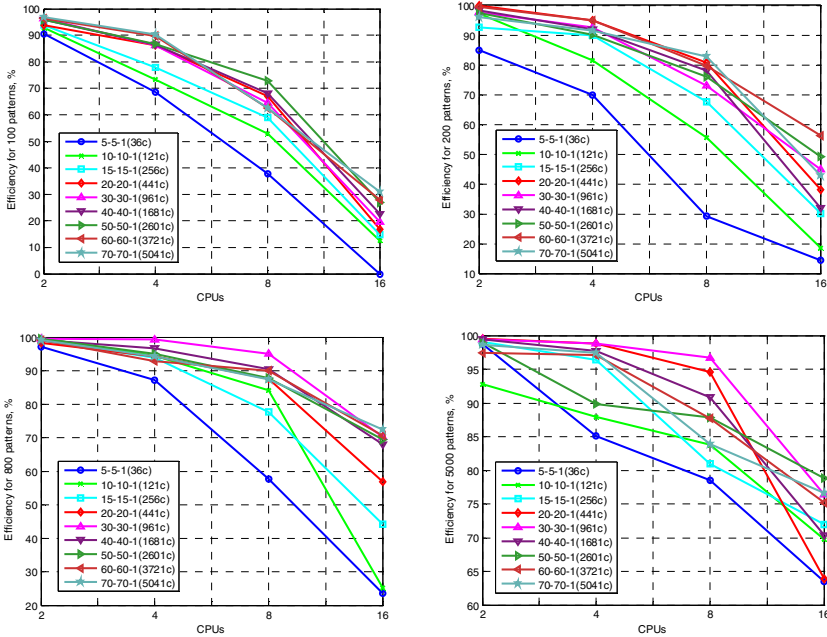 Efficiency for 100 patterns, %
100
90
80
70
60
50
40
30
20
10
0
2
4
8
16
CPUs
5-5-1(36c)
10-10-1(121c)
15-15-1(256c)
20-20-1(441c)
30-30-1(961c)
40-40-1(1681c)
50-50-1(2601c)
60-60-1(3721c)
70-70-1(5041c)
Efficiency for 200 patterns, %
100
90
80
70
60
50
40
30
20
10
2
4
8
16
CPUs
5-5-1(36c)
10-10-1(121c)
15-15-1(256c)
20-20-1(441c)
30-30-1(961c)
40-40-1(1681c)
50-50-1(2601c)
60-60-1(3721c)
70-70-1(5041c)
Efficiency for 800 patterns, %
100
90
80
70
60
50
40
30
20
2
4
8
16
CPUs
5-5-1(36c)
10-10-1(121c)
15-15-1(256c)
20-20-1(441c)
30-30-1(961c)
40-40-1(1681c)
50-50-1(2601c)
60-60-1(3721c)
70-70-1(5041c)
Efficiency for 5000 patterns, %
100
95
90
85
80
75
70
65
60
2
4
8
16
CPUs
5-5-1(36c)
10-10-1(121c)
15-15-1(256c)
20-20-1(441c)
30-30-1(961c)
40-40-1(1681c)
50-50-1(2601c)
60-60-1(3721c)
70-70-1(5041c)